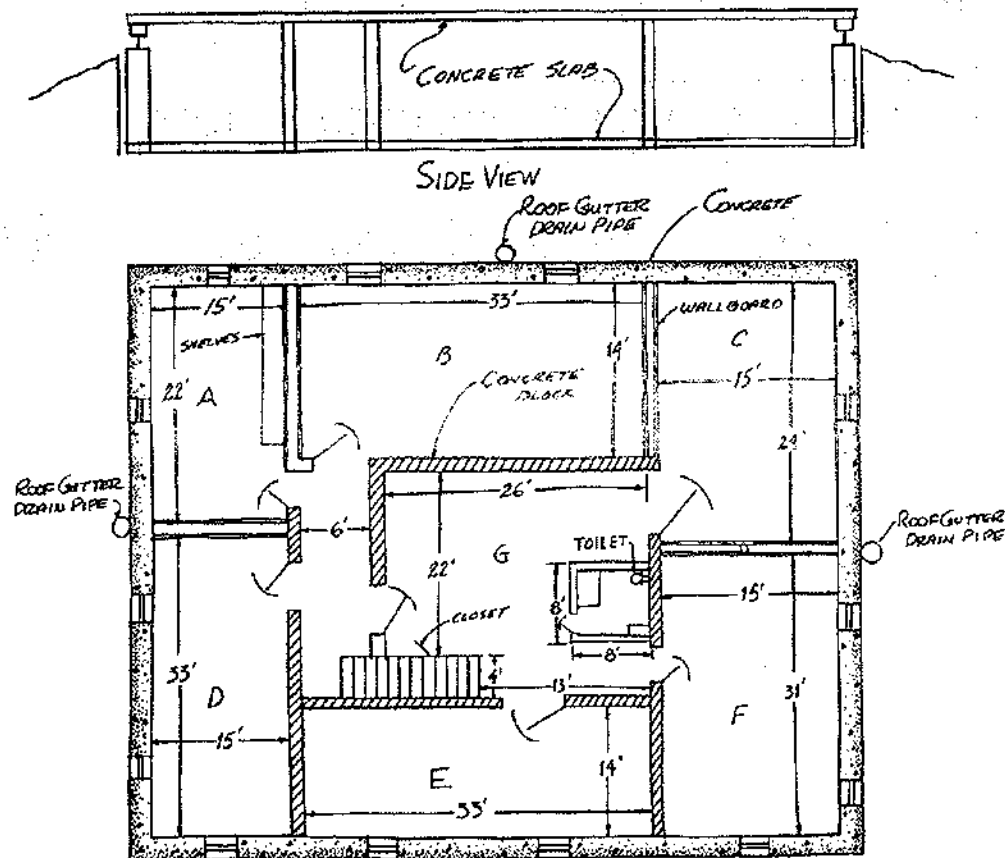 CONCRETE SLAB
SIDE VIEW
ROOF GUTTER
DRAIN PIPE
CONCRETE
15'
33'
SHELVES
WALLBOARD
B
14'
C
22'
A
CONCRETE
BLOCK
15'
24'
ROOF GUTTER
DRAIN PIPE
26'
6'
ROOF GUTTER
DRAIN PIPE
TOILET
G
22'
15'
8'
CLOSET
8'
4'
13'
33'
D
31'
F
15'
14'
E
33'